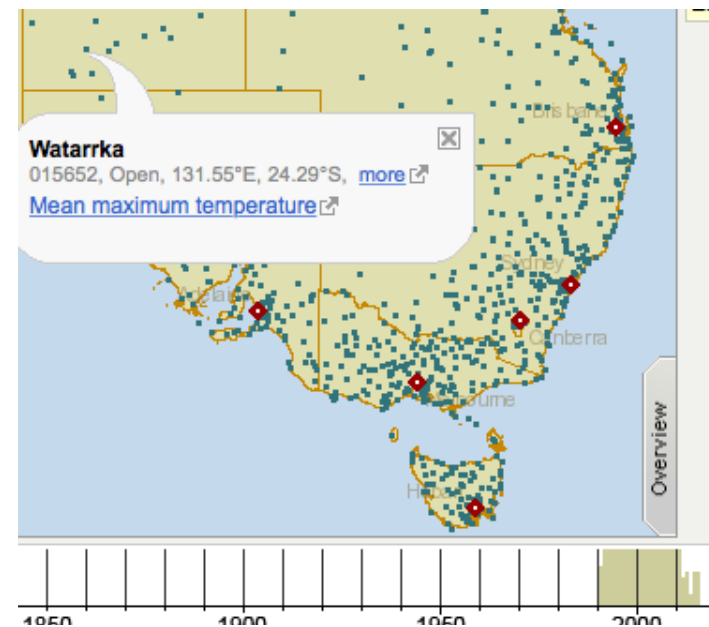 Brisbane
Watarrka
015652, Open, 131.55°E, 24.29°S, more
Mean maximum temperature
Sydney
Adelaide
Canberra
Melbourne
Overview
Hobart
1850 1900 1950 2000